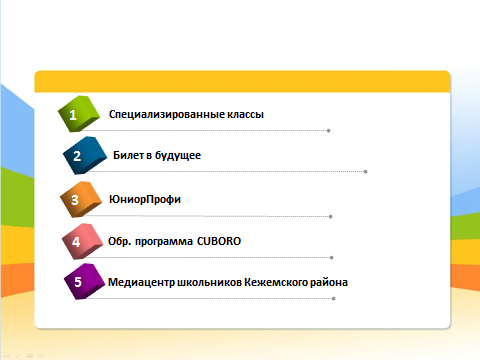 1 Специализированные классы
2 Билет в будущее
3 ЮниорПрофи
4 Обр. программа CUBORO
5 Медиацентр школьников Кежемского района